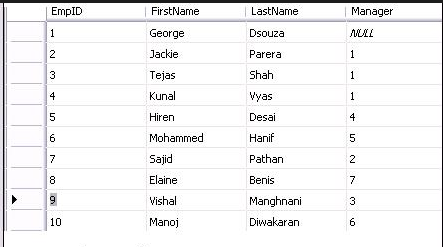 EmpID FirstName LastName Manager
1 George Dsouza NULL
2 Jackie Parera 1
3 Tejas Shah 1
4 Kunal Vyas 1
5 Hiren Desai 4
6 Mohammed Hanif 5
7 Sajid Pathan 2
8 Elaine Benis 7
9 Vishal Manghnani 3
10 Manoj Diwakaran 6